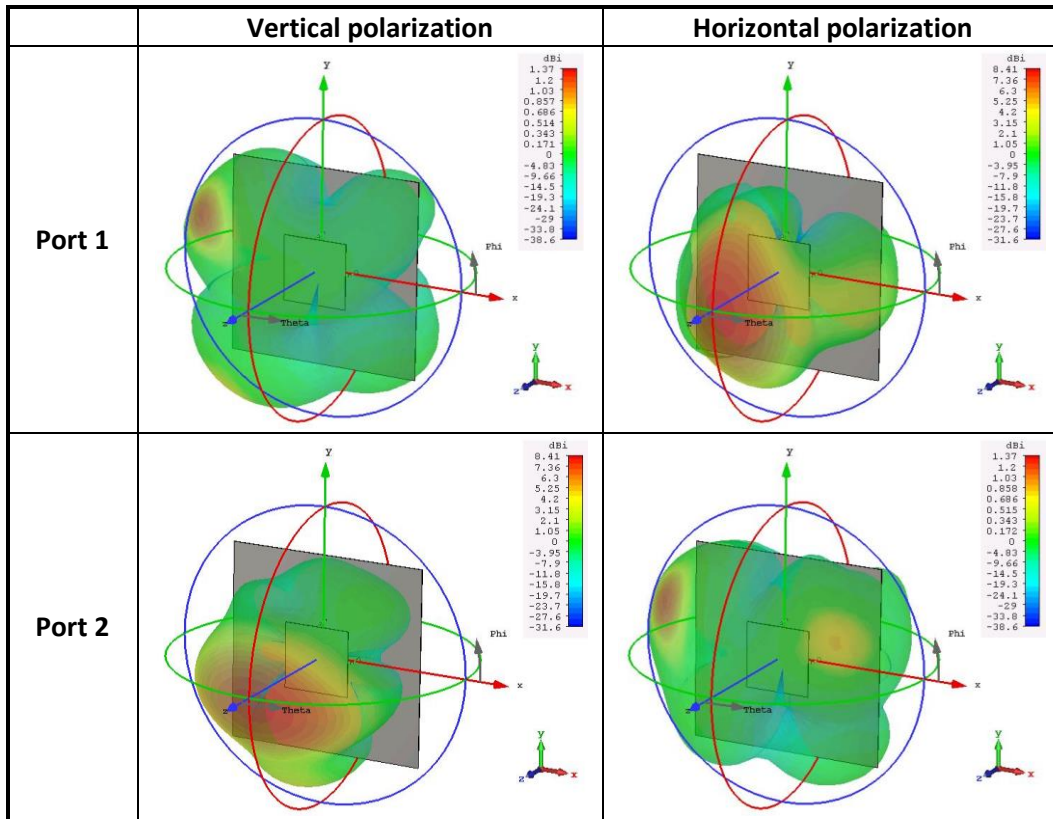 Vertical polarization
Horizontal polarization
Port 1
y
Phi
x
z
Theta
y
z
x
dBi
1.37
1.2
1.03
0.857
0.686
0.514
0.343
0.171
0
-4.83
-9.66
-14.5
-19.3
-24.1
-29
-33.8
-38.6
y
Phi
x
z
Theta
y
z
x
dBi
8.41
7.36
6.3
5.25
4.2
3.15
2.1
1.05
0
-3.95
-7.9
-11.8
-15.8
-19.7
-23.7
-27.6
-31.6
Port 2
y
Phi
x
z
Theta
y
z
x
dBi
8.41
7.36
6.3
5.25
4.2
3.15
2.1
1.05
0
-3.95
-7.9
-11.8
-15.8
-19.7
-23.7
-27.6
-31.6
y
Phi
x
z
Theta
y
z
x
dBi
1.37
1.2
1.03
0.858
0.686
0.515
0.343
0.172
0
-4.83
-9.66
-14.5
-19.3
-24.1
-29
-33.8
-38.6